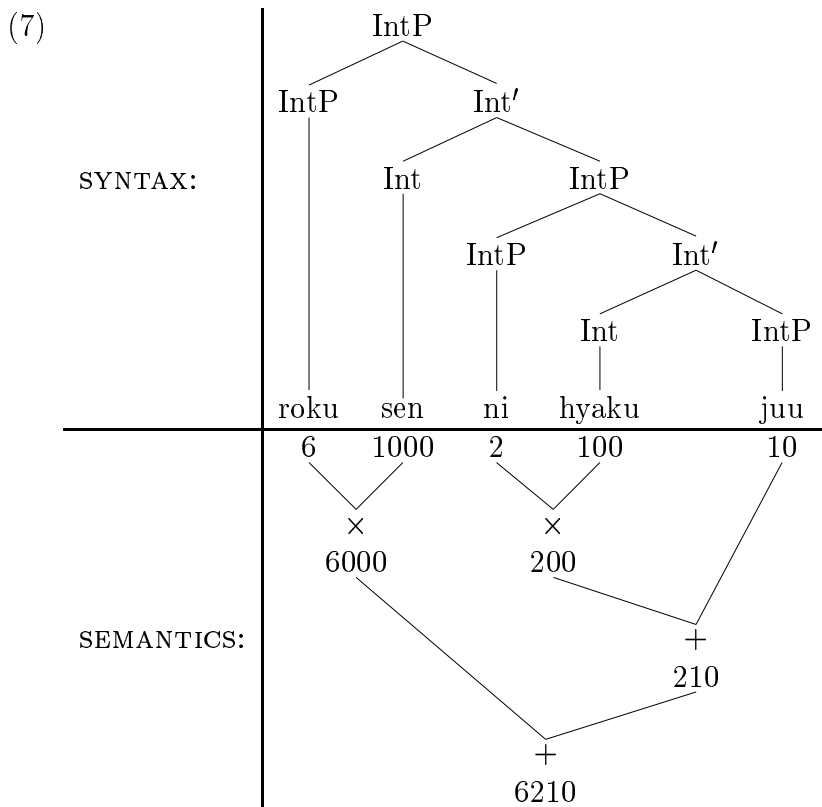 (7)
IntP
IntP Int′
SYNTAX: Int IntP
IntP Int′
Int IntP
roku sen ni hyaku juu
6 1000 2 100 10
× ×
6000 200
SEMANTICS: +
210
+
6210